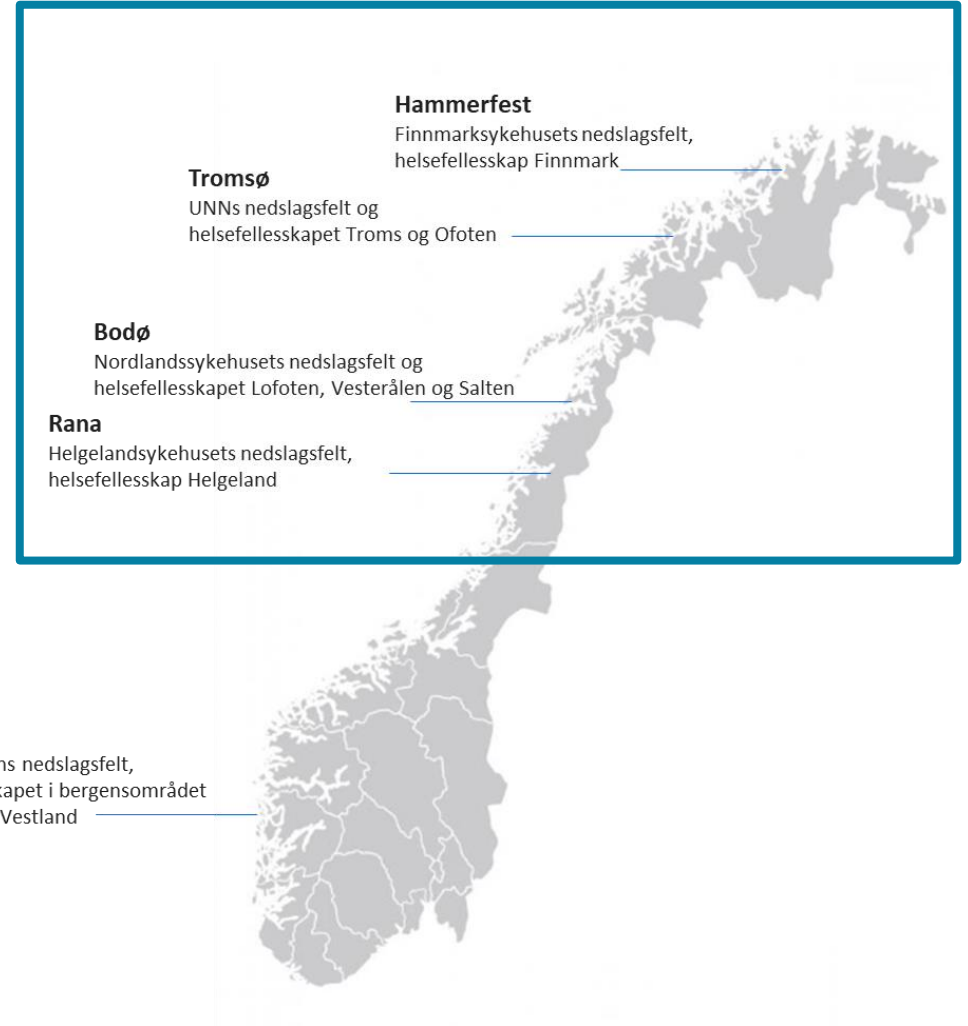 Hammerfest
Finnmarksykehusets nedslagsfelt,
helsefellesskap Finnmark
Tromsø
UNNs nedslagsfelt og
helsefellesskapet Troms og Ofoten
Bodø
Nordlandssykehusets nedslagsfelt og
helsefellesskapet Lofoten, Vesterålen og Salten
Rana
Helgelandsykehusets nedslagsfelt,
helsefellesskap Helgeland
ns nedslagsfelt,
kapet i bergensområdet
Vestland